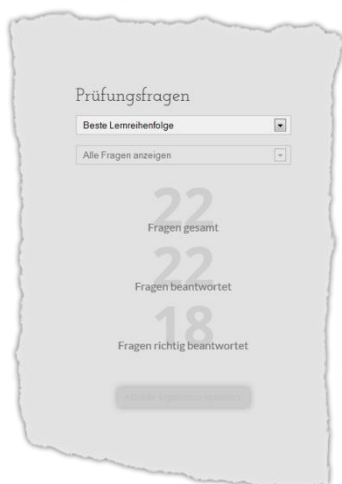 Prüfungsfragen
Beste Lernreihenfolge
Alle Fragen anzeigen
22
Fragen gesamt
22
Fragen beantwortet
18
Fragen richtig beantwortet